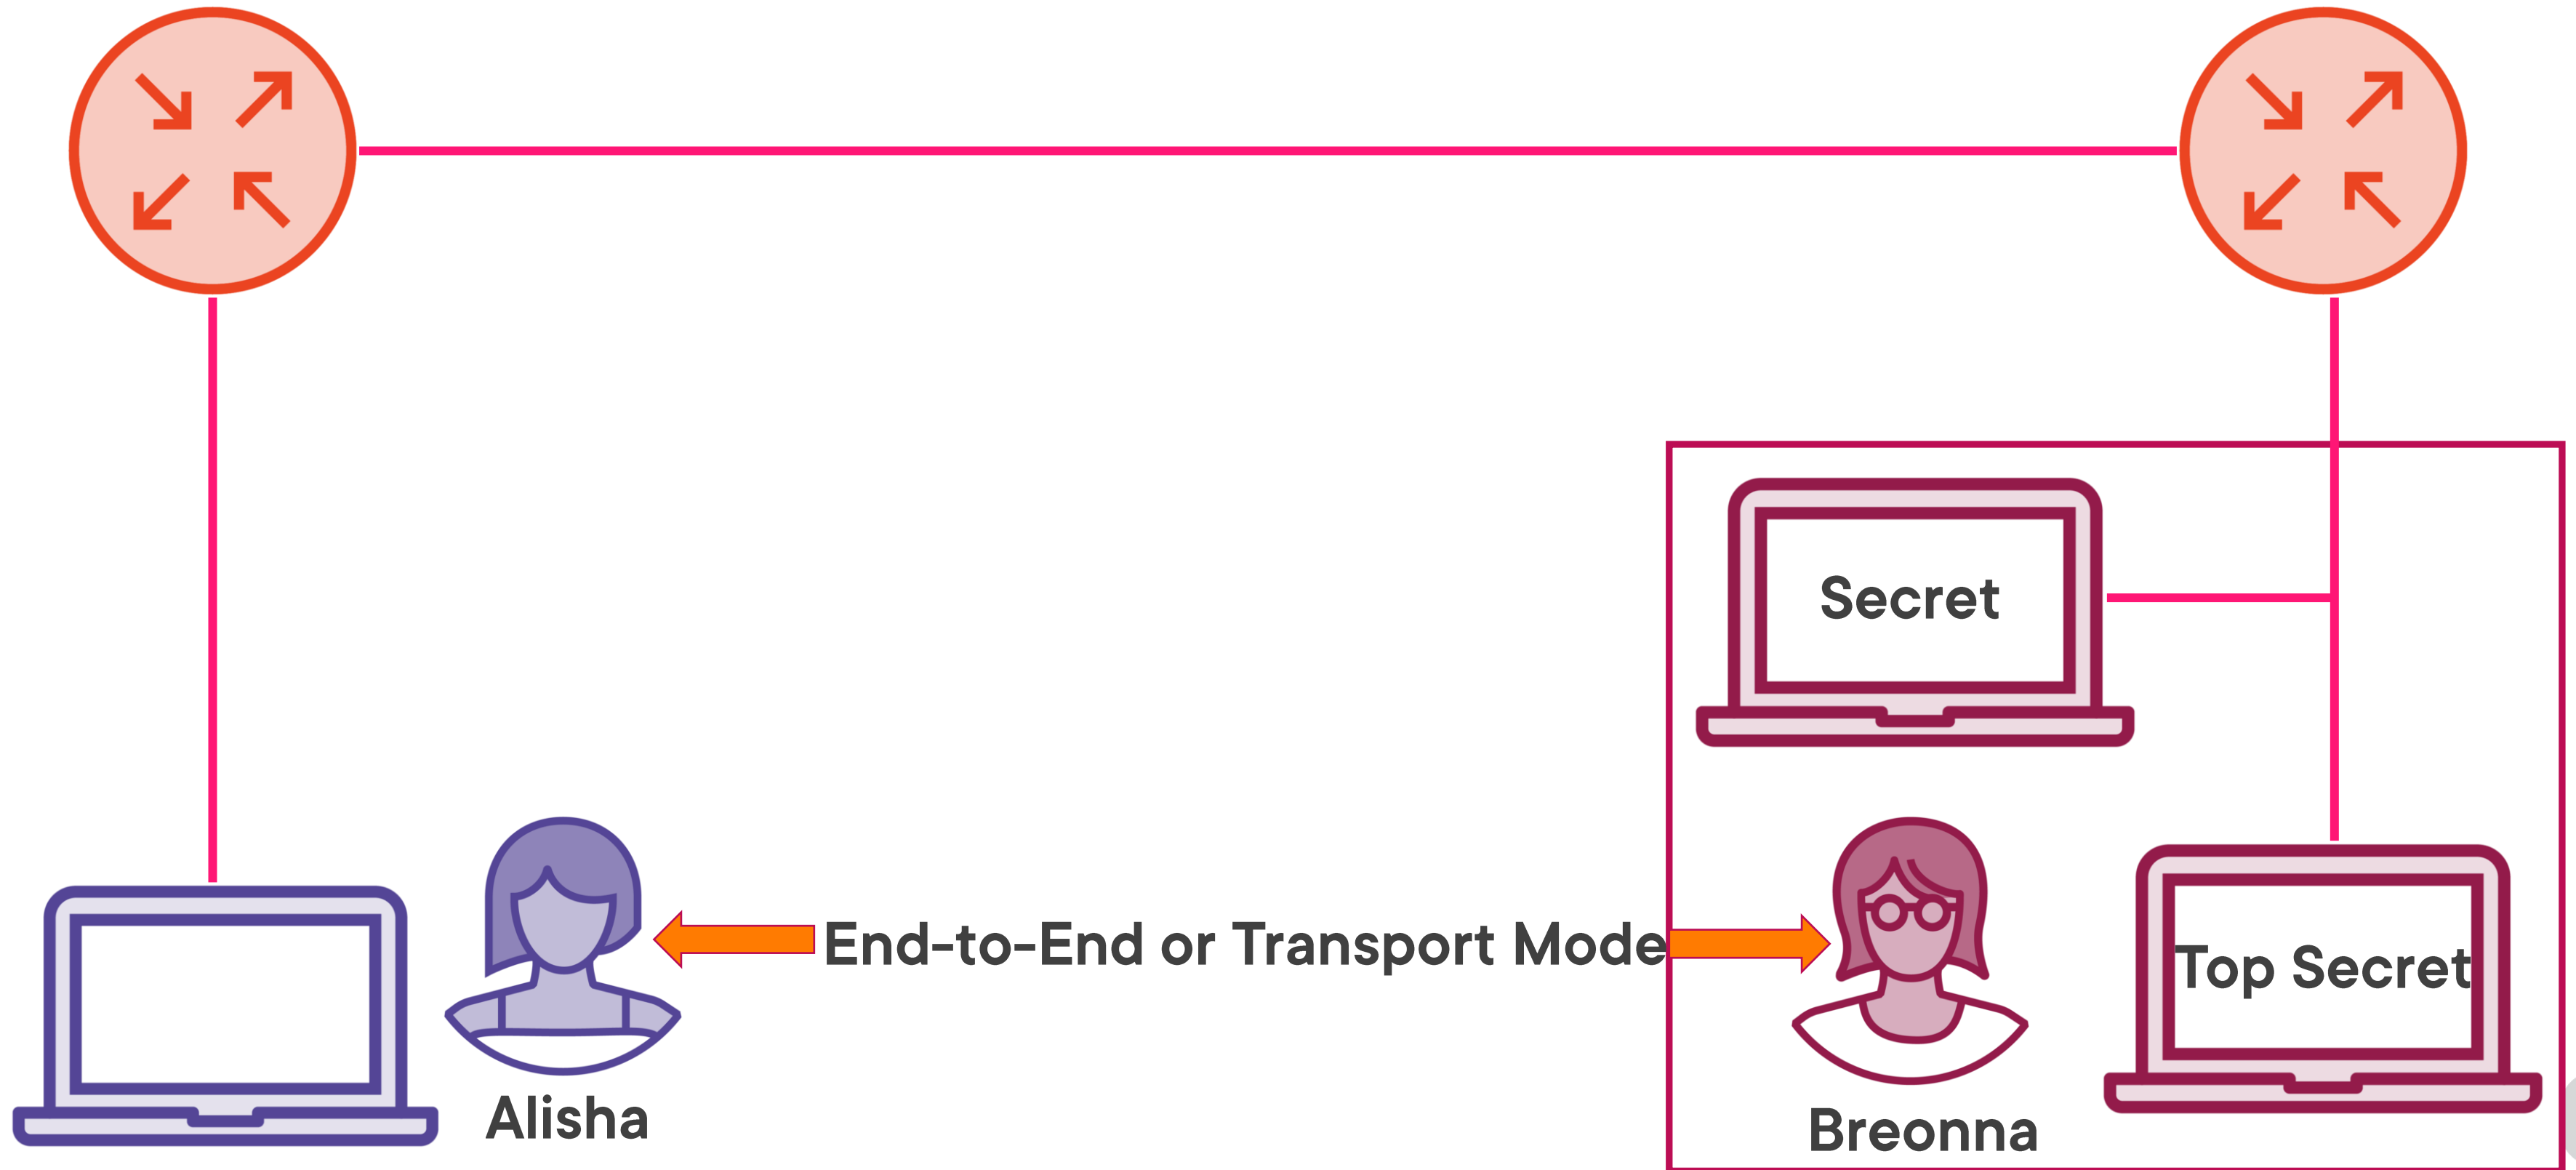 Secret
End-to-End or Transport Mode
Top Secret
Alisha
Breonna